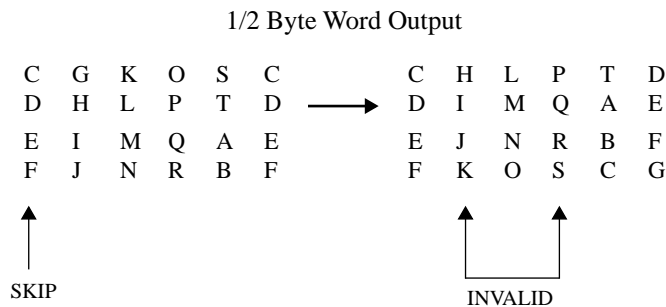 1/2 Byte Word Output
C G K O S C C H L P T D
D H L P T D D I M Q A E
E I M Q A E E J N R B F
F J N R B F F K O S C G
SKIP
INVALID